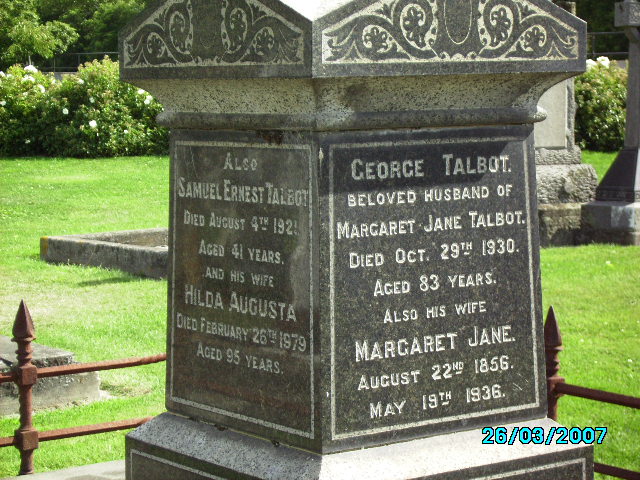 Also
Samuel Ernest Talbot
Died August 4th 1921
Aged 41 years.
and his wife
Hilda Augusta
Died February 26th 1979
Aged 95 years.
George Talbot.
beloved husband of
Margaret Jane Talbot.
Died Oct. 29th 1930.
Aged 83 years.
Also his wife
Margaret Jane.
August 22nd 1856.
May 19th 1936.
26/03/2007